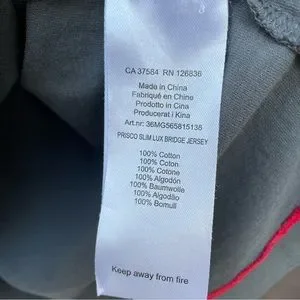 CA 37584 RN 126836
Made in China
Fabriqué en Chine
Prodotto in Cina
Producerat / Kina
Art.nr: 36MG565815138
PRISCO SLIM LUX BRIDGE JERSEY
100% Cotton
100% Coton
100% Cotone
100% Algodón
100% Baumwolle
100% Algodão
100% Bomull
Keep away from fire